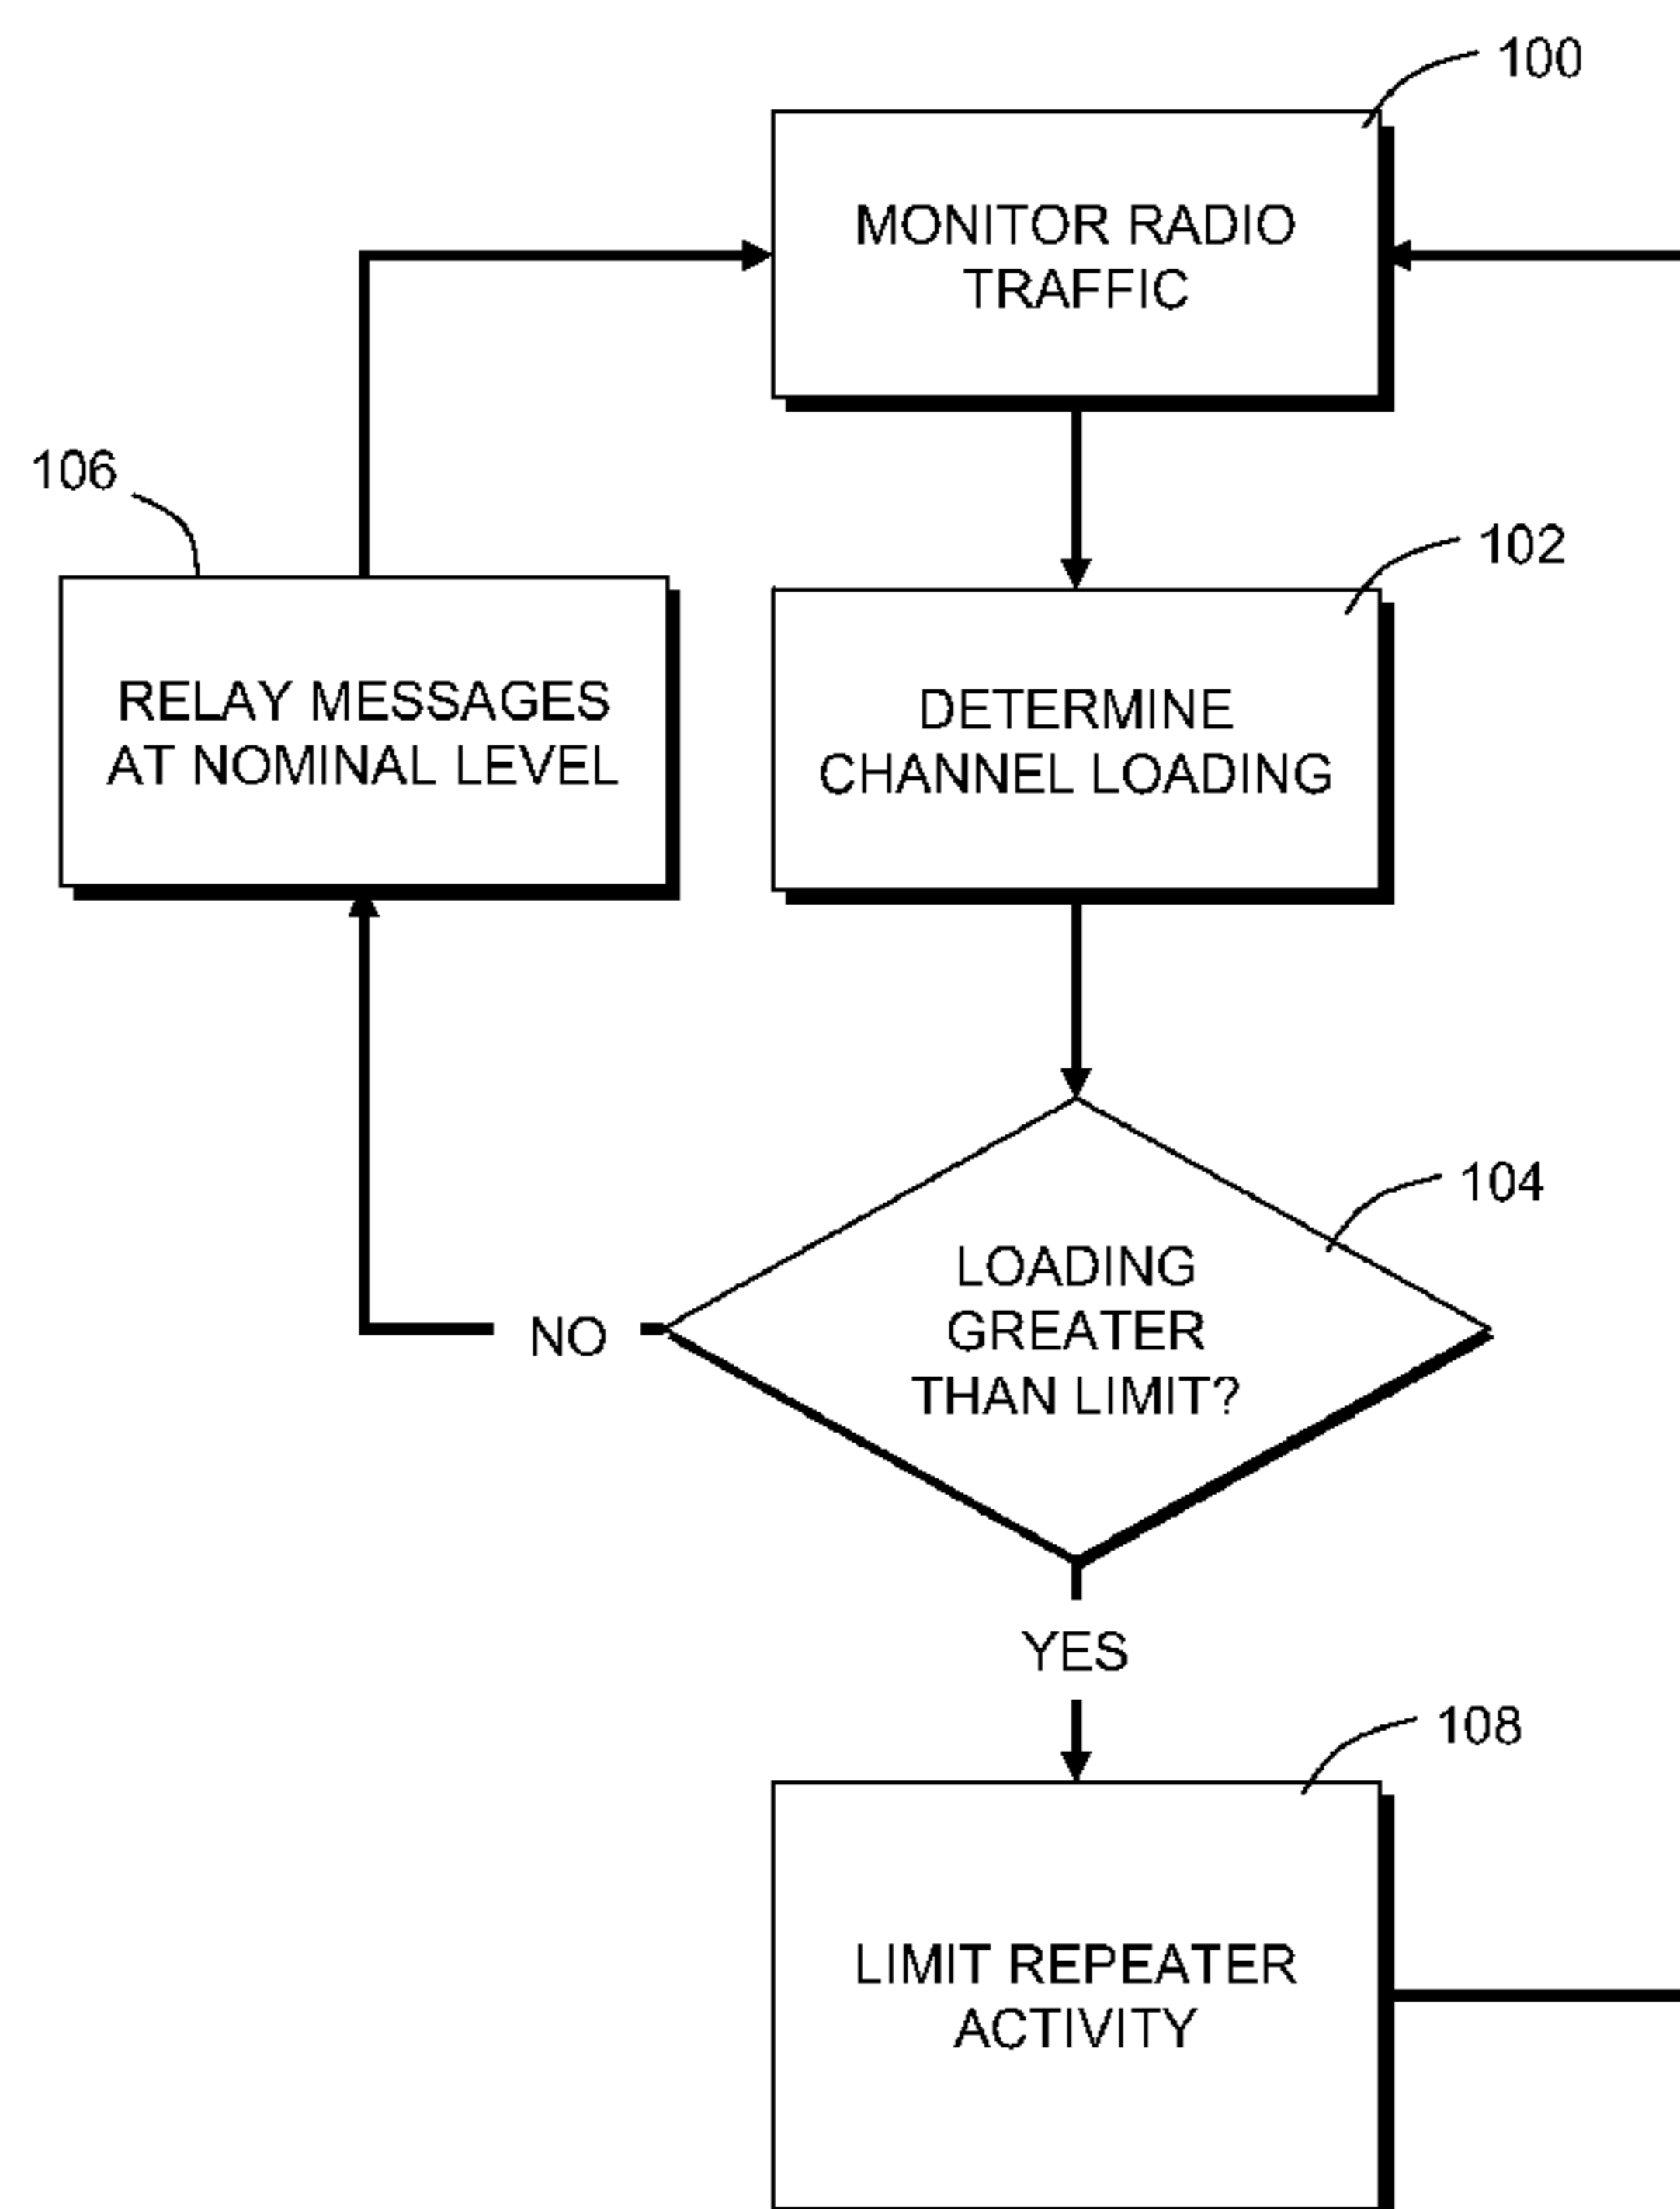 100
MONITOR RADIO
TRAFFIC
106
102
RELAY MESSAGES
AT NOMINAL LEVEL
DETERMINE
CHANNEL LOADING
104
LOADING
GREATER
THAN LIMIT?
NO
YES
108
LIMIT REPEATER
ACTIVITY